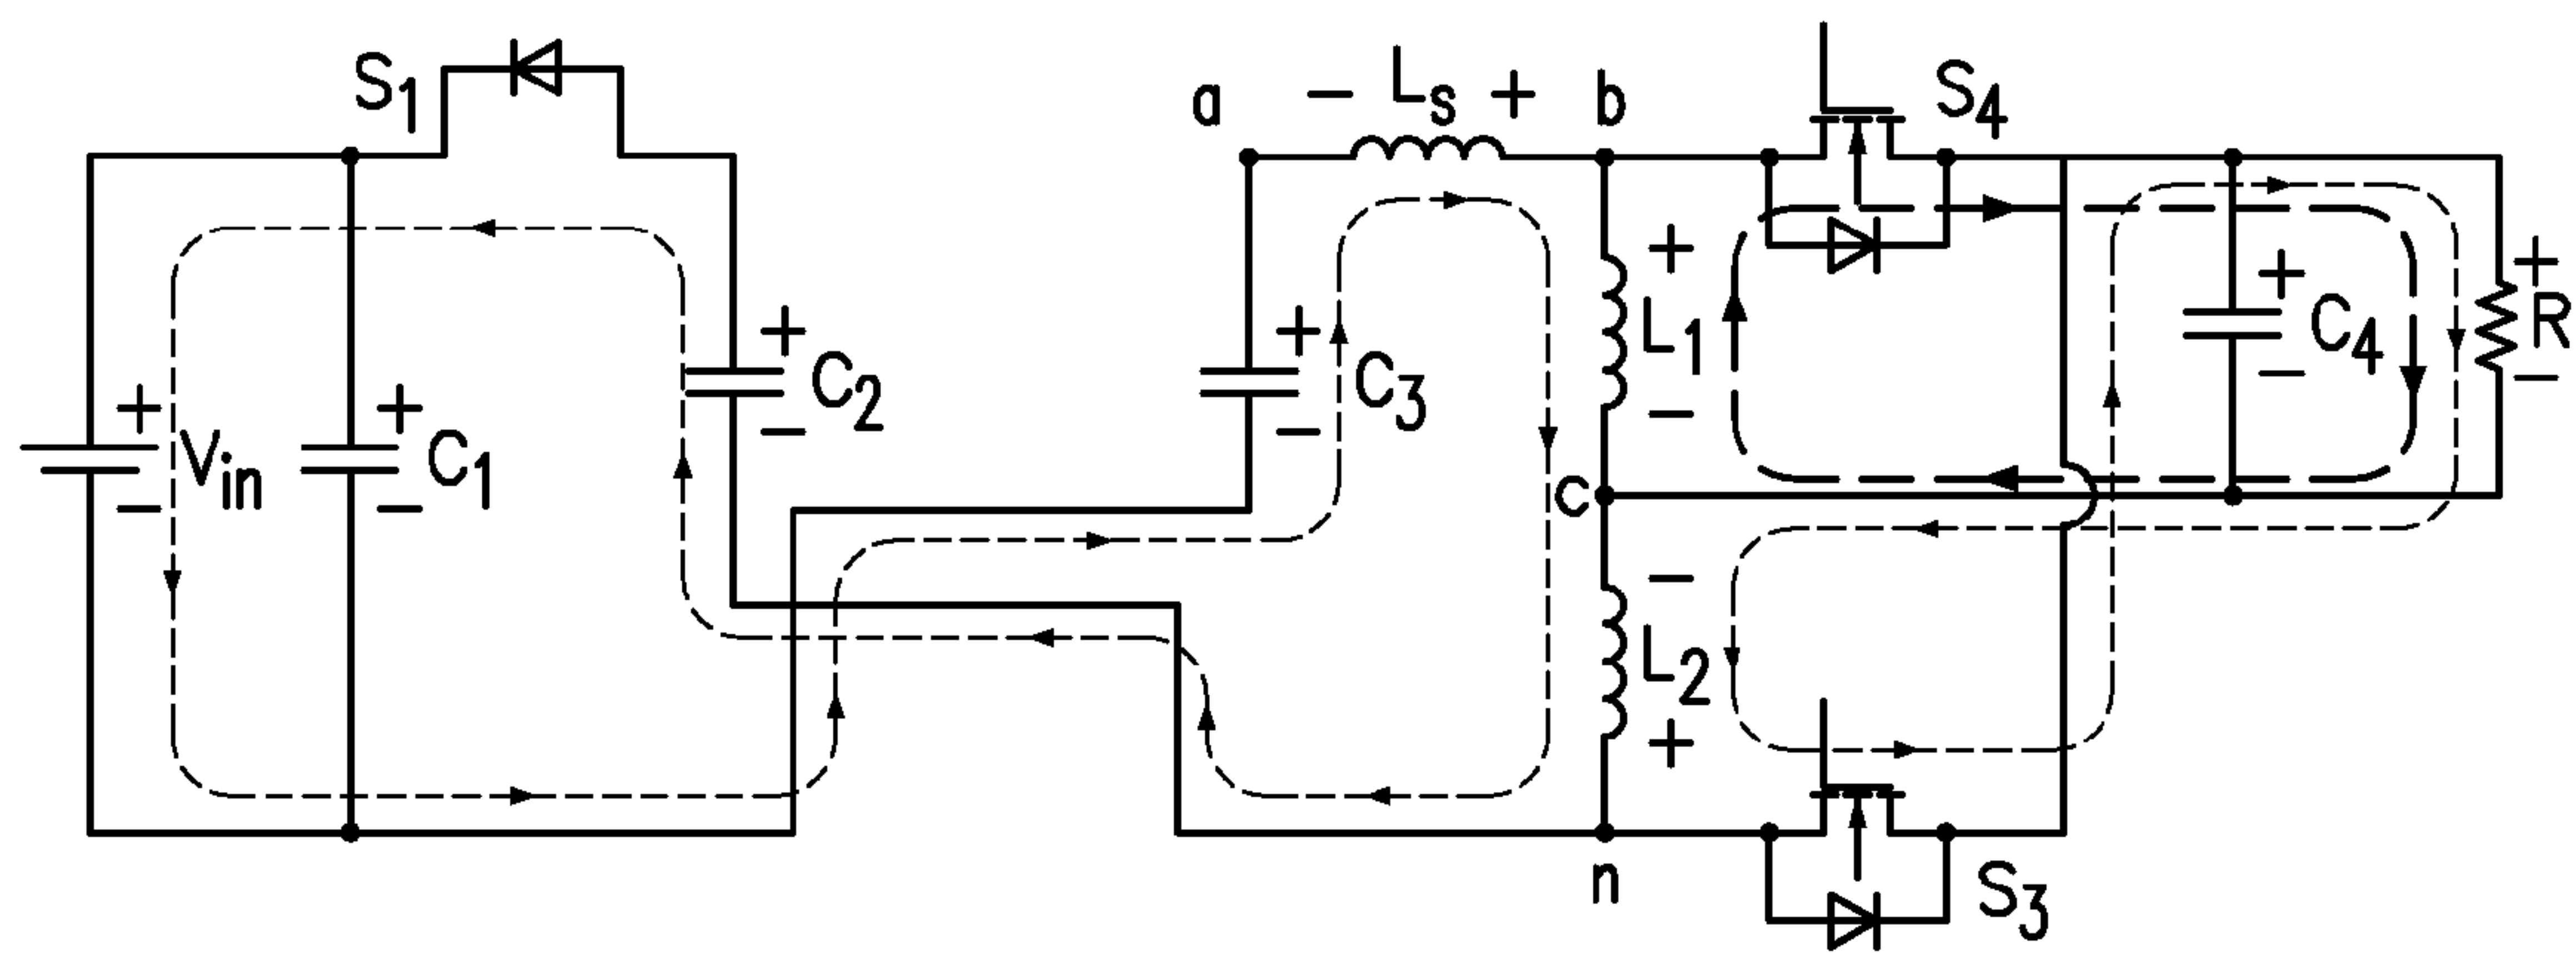 S1
a
− Ls +
b
S4
+
Vin
−
+
C1
−
+
C2
−
+
C3
−
+
L1
−
c
−
L2
+
n
+
C4
−
+
R
−
S3